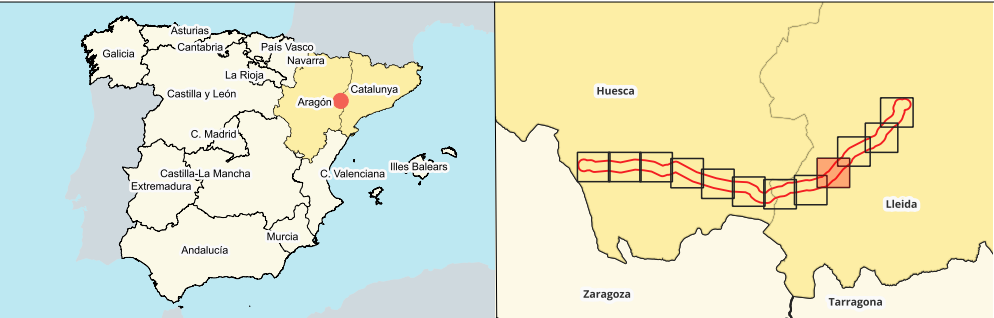 Asturias
Galicia
Cantabria
País Vasco
Navarra
La Rioja
Castilla y León
Aragón
Catalunya
C. Madrid
Castilla-La Mancha
Extremadura
C. Valenciana
Illes Balears
Murcia
Andalucía
Huesca
Lleida
Zaragoza
Tarragona